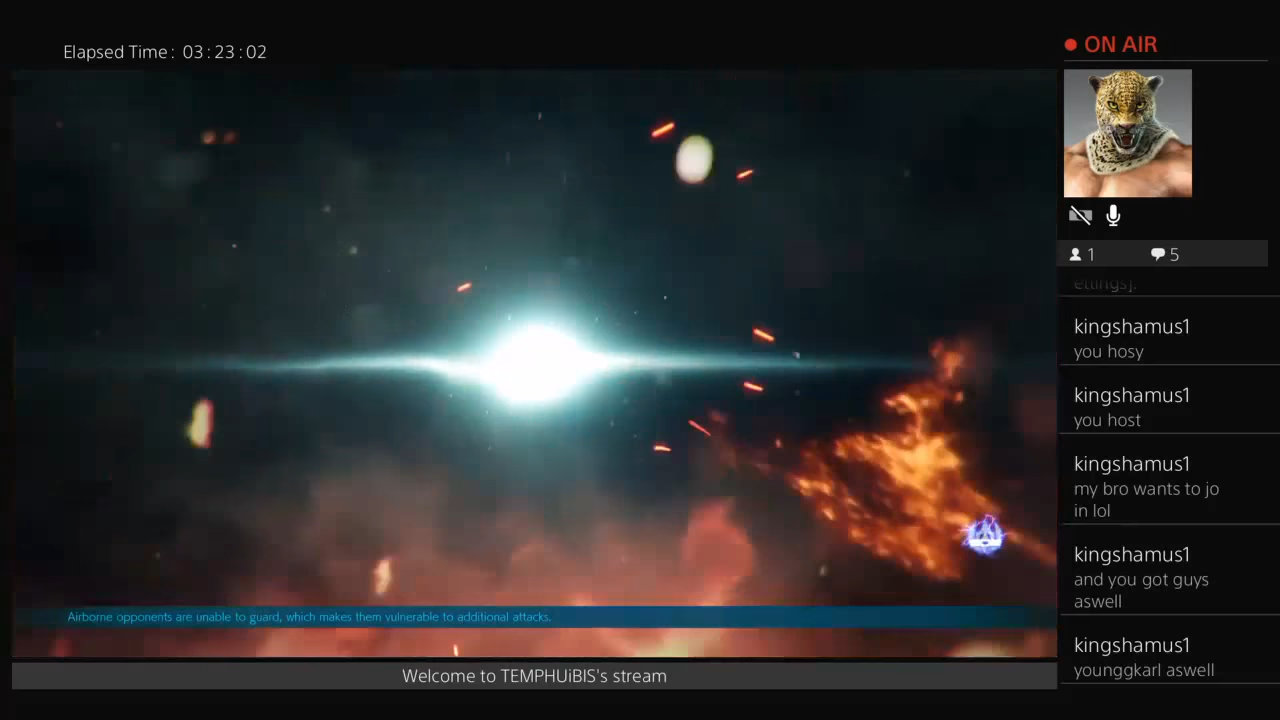 Elapsed Time: 03:23:02
ON AIR
1
5
ettings].
kingshamus1
you hosy
kingshamus1
you host
kingshamus1
my bro wants to jo
in lol
kingshamus1
and you got guys
aswell
kingshamus1
younggkarl aswell
Airborne opponents are unable to guard, which makes them vulnerable to additional attacks.
Welcome to TEMPHUiBIS's stream